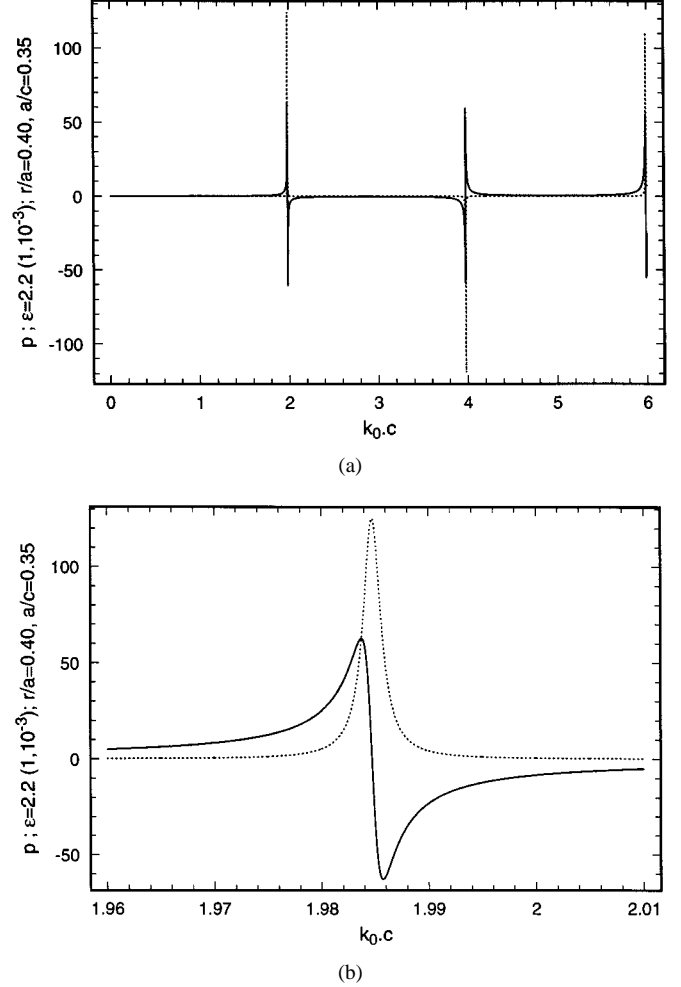 100
50
0
-50
-100
p ; ε=2.2 (1,10⁻³); r/a=0.40, a/c=0.35
0 1 2 3 4 5 6
k₀.c
(a)
100
50
0
-50
p ; ε=2.2 (1,10⁻³); r/a=0.40, a/c=0.35
1.96 1.97 1.98 1.99 2 2.01
k₀.c
(b)